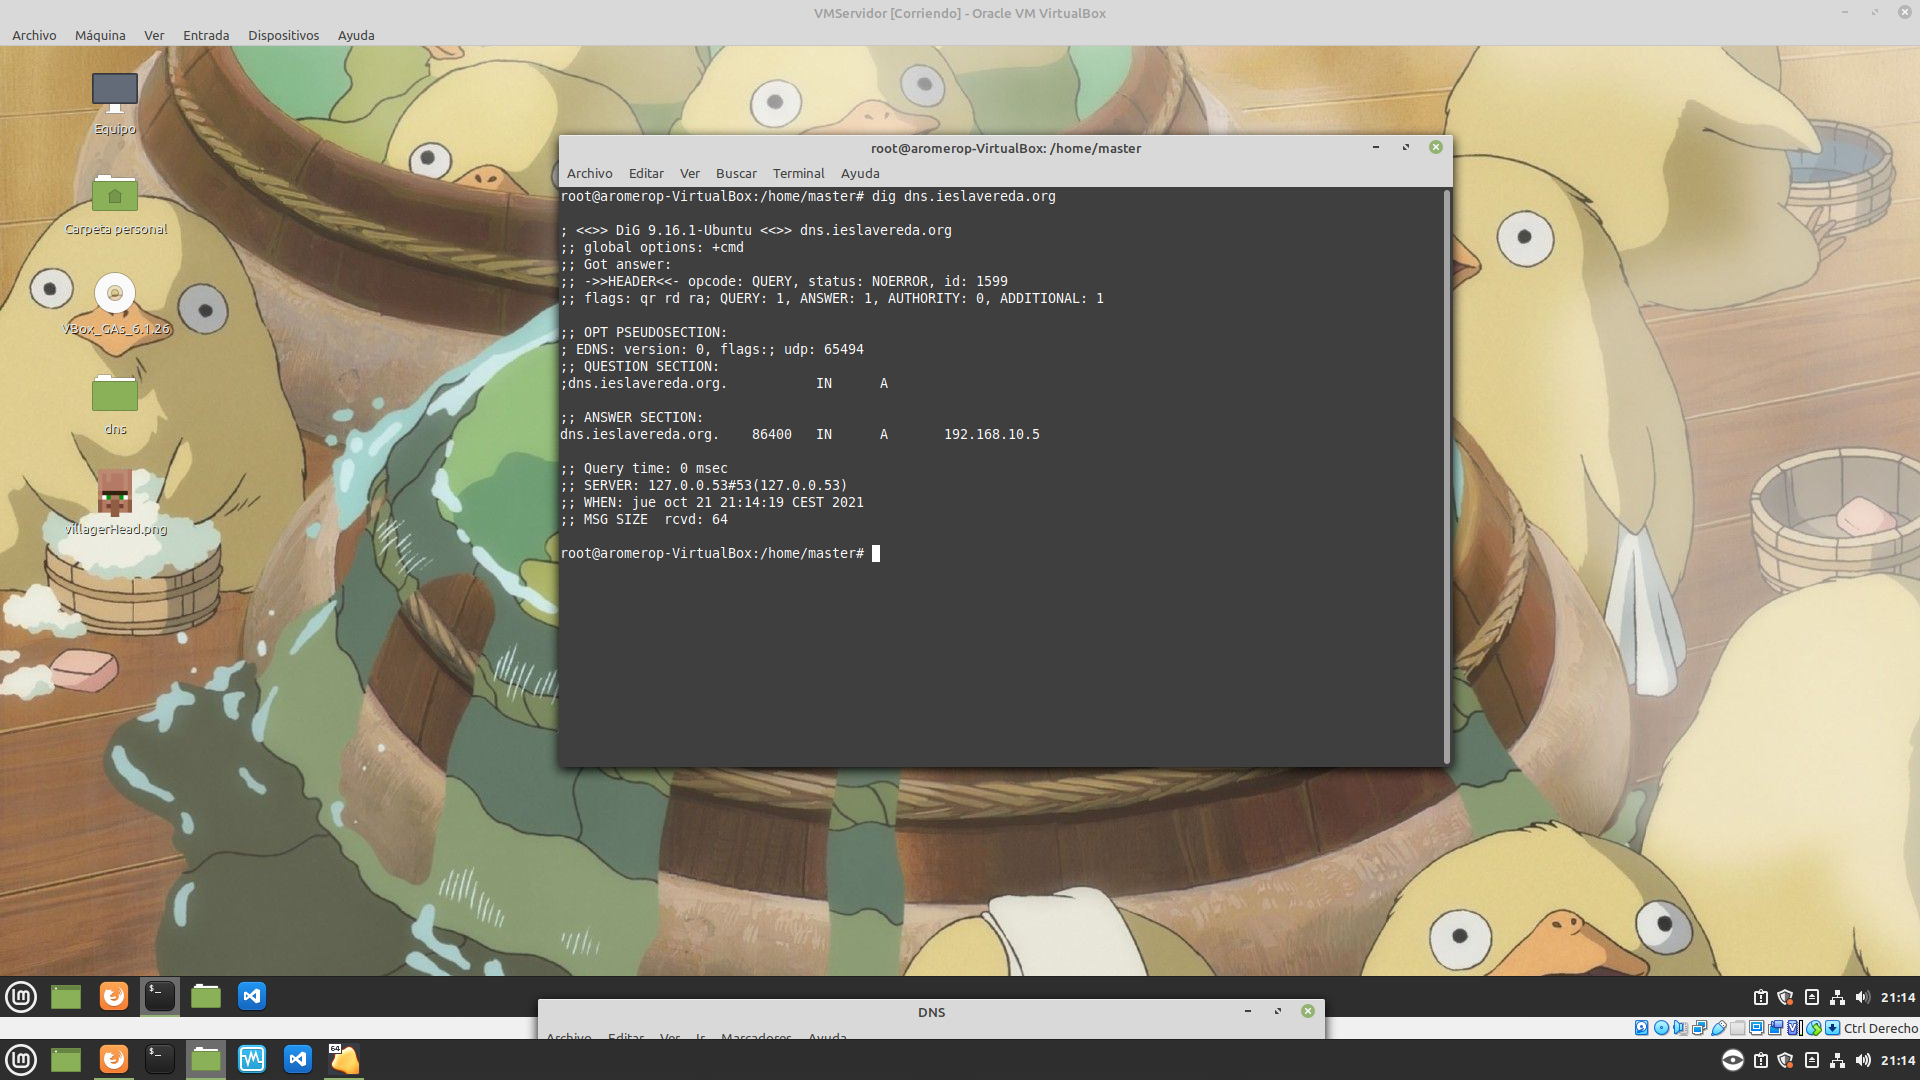 VMServidor [Corriendo] - Oracle VM VirtualBox
Archivo Máquina Ver Entrada Dispositivos Ayuda
Equipo
Carpeta personal
VBox_GAs_6.1.26
dns
villagerHead.png
root@aromerop-VirtualBox: /home/master
Archivo Editar Ver Buscar Terminal Ayuda
root@aromerop-VirtualBox:/home/master# dig dns.ieslavereda.org
; <<>> DiG 9.16.1-Ubuntu <<>> dns.ieslavereda.org
;; global options: +cmd
;; Got answer:
;; ->>HEADER<<- opcode: QUERY, status: NOERROR, id: 1599
;; flags: qr rd ra; QUERY: 1, ANSWER: 1, AUTHORITY: 0, ADDITIONAL: 1
;; OPT PSEUDOSECTION:
; EDNS: version: 0, flags:; udp: 65494
;; QUESTION SECTION:
;dns.ieslavereda.org. IN A
;; ANSWER SECTION:
dns.ieslavereda.org. 86400 IN A 192.168.10.5
;; Query time: 0 msec
;; SERVER: 127.0.0.53#53(127.0.0.53)
;; WHEN: jue oct 21 21:14:19 CEST 2021
;; MSG SIZE rcvd: 64
root@aromerop-VirtualBox:/home/master#
21:14
DNS
Ctrl Derecho
Archivo Editar Ver Ir Marcadores Ayuda
64
21:14